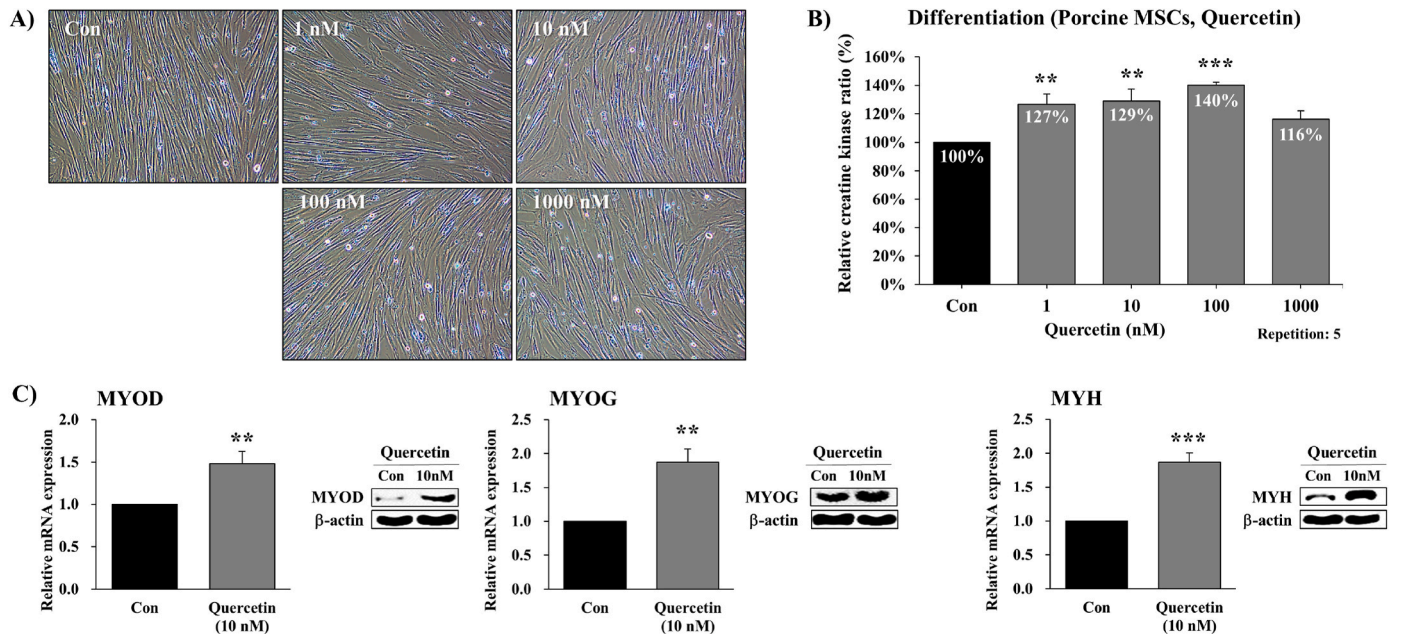 A)
Con
1 nM
10 nM
100 nM
1000 nM
B)
Differentiation (Porcine MSCs, Quercetin)
Relative creatine kinase ratio (%)
160%
140%
120%
100%
80%
60%
40%
20%
0%
100%
**
127%
**
129%
***
140%
116%
Con
1
10
100
1000
Quercetin (nM)
Repetition: 5
C)
MYOD
Relative mRNA expression
2.0
1.5
1.0
0.5
0.0
**
Con
Quercetin
(10 nM)
Quercetin
Con 10nM
MYOD
β-actin
MYOG
Relative mRNA expression
2.5
2.0
1.5
1.0
0.5
0.0
**
Con
Quercetin
(10 nM)
Quercetin
Con 10nM
MYOG
β-actin
MYH
Relative mRNA expression
2.5
2.0
1.5
1.0
0.5
0.0
***
Con
Quercetin
(10 nM)
Quercetin
Con 10nM
MYH
β-actin